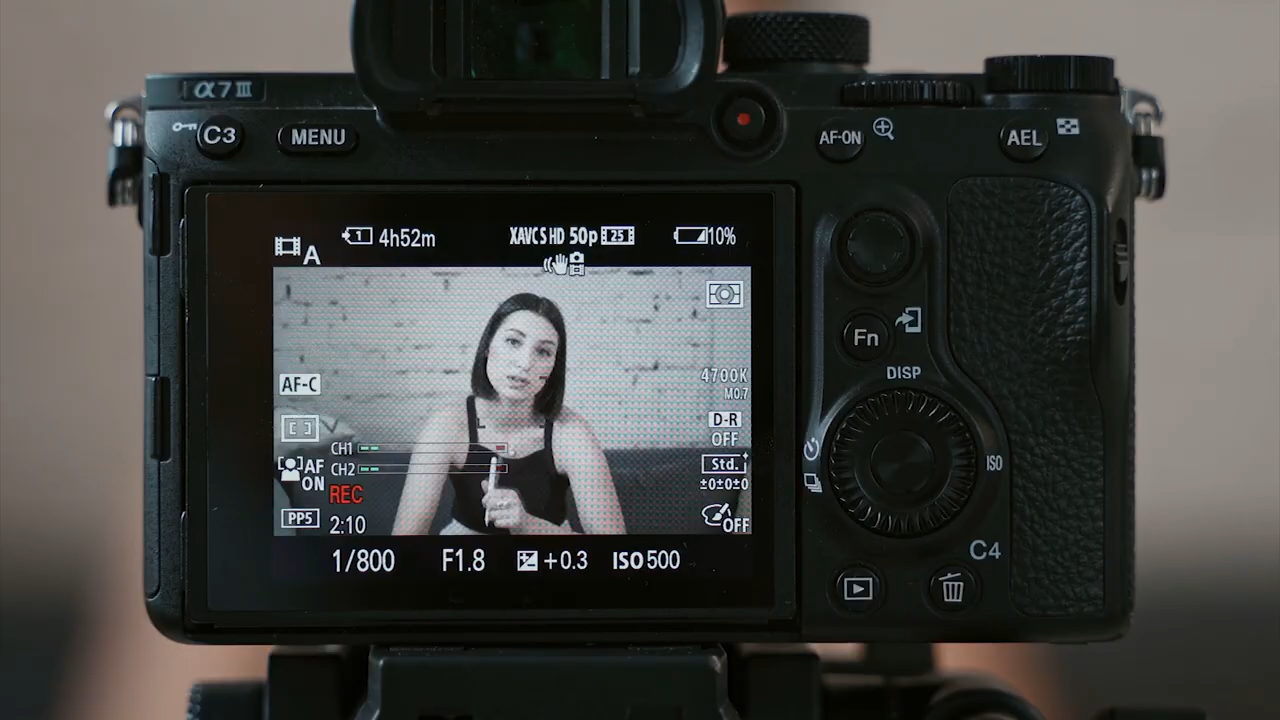 α7III
C3
MENU
AF-ON
AEL
1 4h52m
XAVC S HD 50p 25
10%
A
AF-C
4700K
M0.7
D-R
OFF
CH1
CH2
AF
ON
Std.
±0±0±0
REC
PP5
2:10
OFF
1/800 F1.8 +0.3 ISO 500
Fn
DISP
ISO
C4